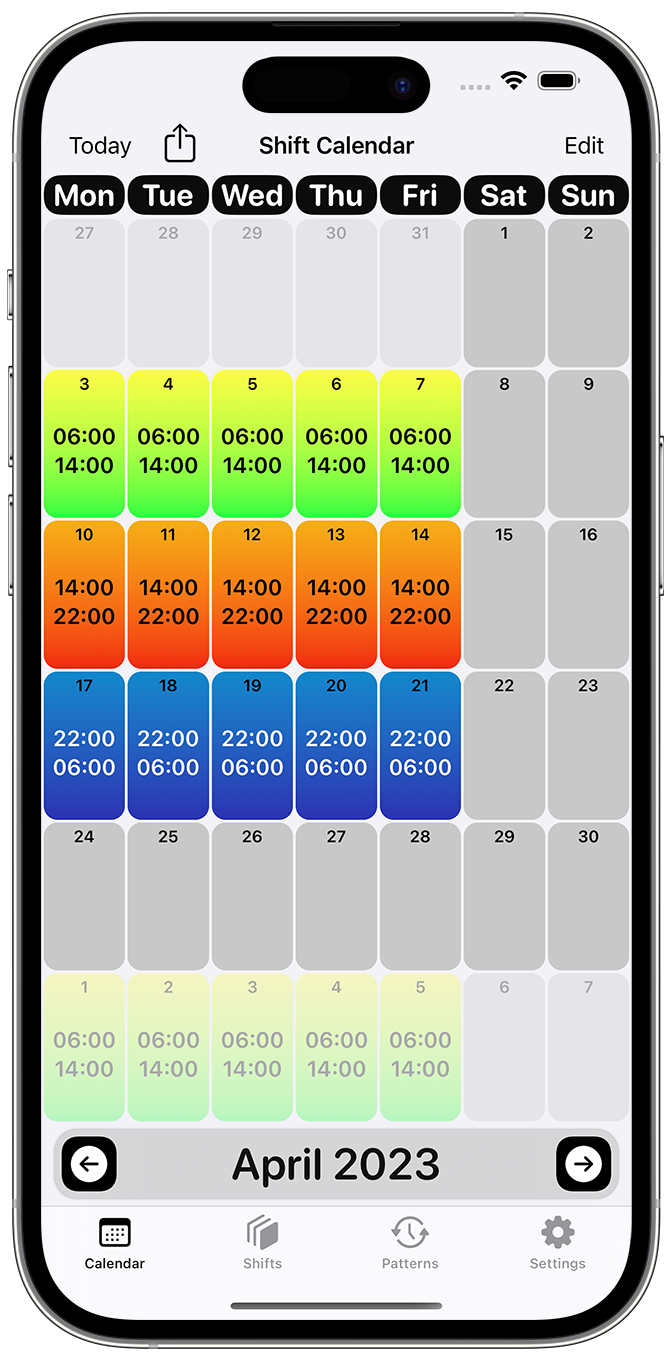 Today Shift Calendar Edit
Mon Tue Wed Thu Fri Sat Sun
27 28 29 30 31 1 2
3 4 5 6 7 8 9
06:00 06:00 06:00 06:00 06:00
14:00 14:00 14:00 14:00 14:00
10 11 12 13 14 15 16
14:00 14:00 14:00 14:00 14:00
22:00 22:00 22:00 22:00 22:00
17 18 19 20 21 22 23
22:00 22:00 22:00 22:00 22:00
06:00 06:00 06:00 06:00 06:00
24 25 26 27 28 29 30
1 2 3 4 5 6 7
06:00 06:00 06:00 06:00 06:00
14:00 14:00 14:00 14:00 14:00
April 2023
Calendar Shifts Patterns Settings